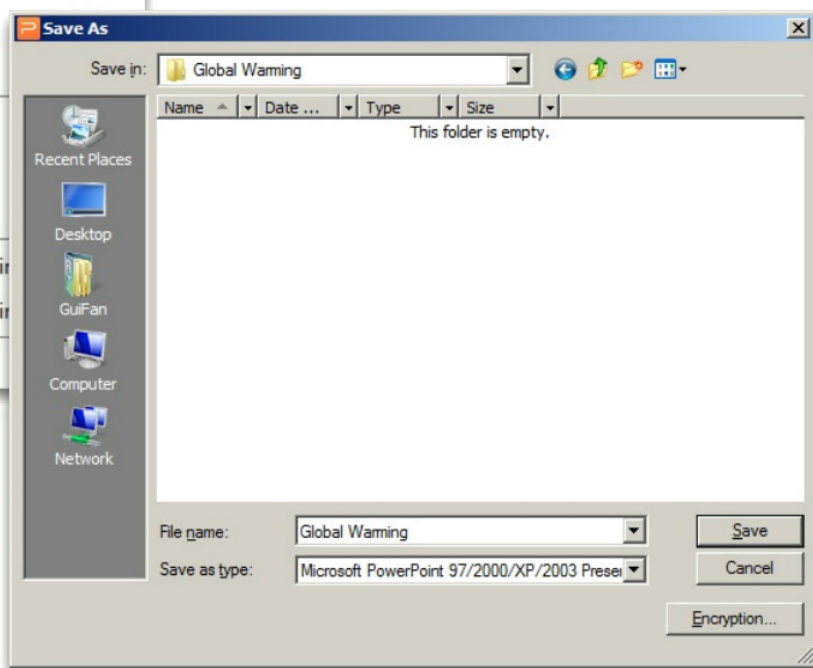 Save As
Save in:
Global Warming
Name
Date ...
Type
Size
This folder is empty.
Recent Places
Desktop
GuiFan
Computer
Network
File name:
Global Warming
Save
Save as type:
Microsoft PowerPoint 97/2000/XP/2003 Presei
Cancel
Encryption...